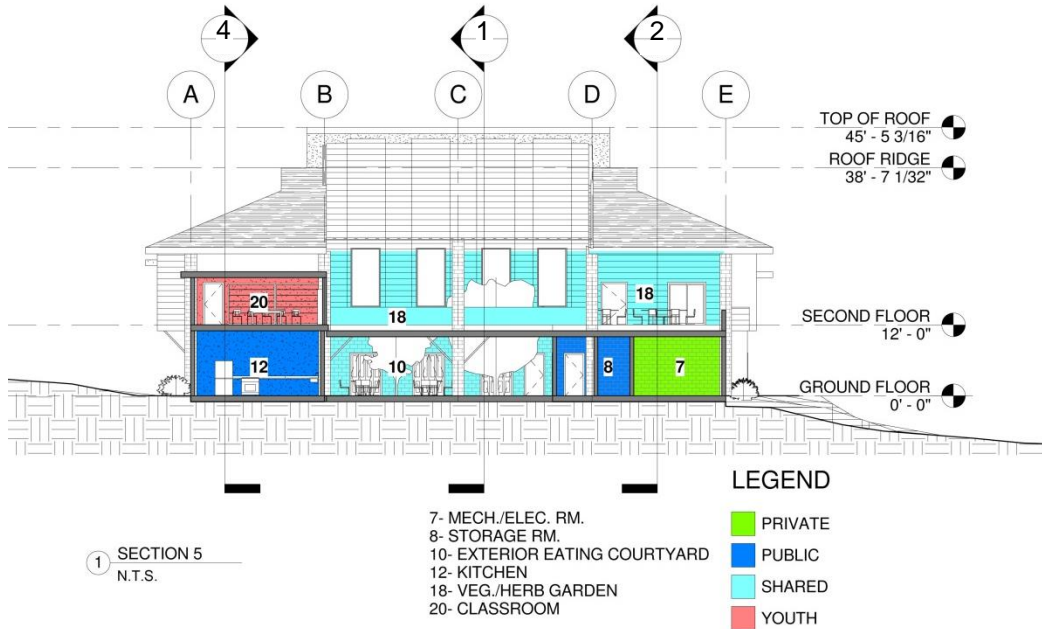 4
1
2
A
B
C
D
E
TOP OF ROOF
45' - 5 3/16"
ROOF RIDGE
38' - 7 1/32"
20
18
18
SECOND FLOOR
12' - 0"
12
10
8
7
GROUND FLOOR
0' - 0"
1
SECTION 5
N.T.S.
7- MECH./ELEC. RM.
8- STORAGE RM.
10- EXTERIOR EATING COURTYARD
12- KITCHEN
18- VEG./HERB GARDEN
20- CLASSROOM
LEGEND
PRIVATE
PUBLIC
SHARED
YOUTH